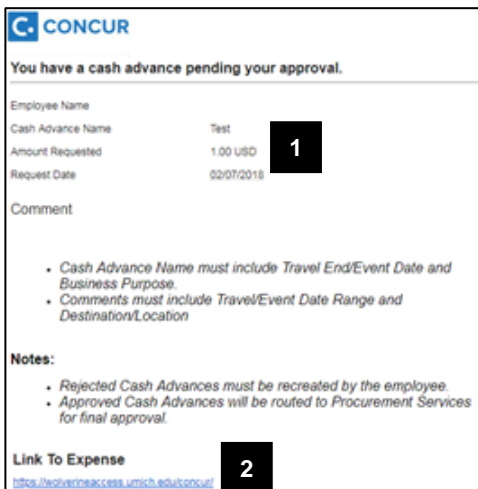 C. CONCUR
You have a cash advance pending your approval.
Employee Name
Cash Advance Name Test
Amount Requested 1.00 USD
1
Request Date 02/07/2018
Comment
• Cash Advance Name must include Travel End/Event Date and
Business Purpose.
• Comments must include Travel/Event Date Range and
Destination/Location
Notes:
• Rejected Cash Advances must be recreated by the employee.
• Approved Cash Advances will be routed to Procurement Services
for final approval.
Link To Expense
2
https://wolverineaccess.umich.edu/concur/